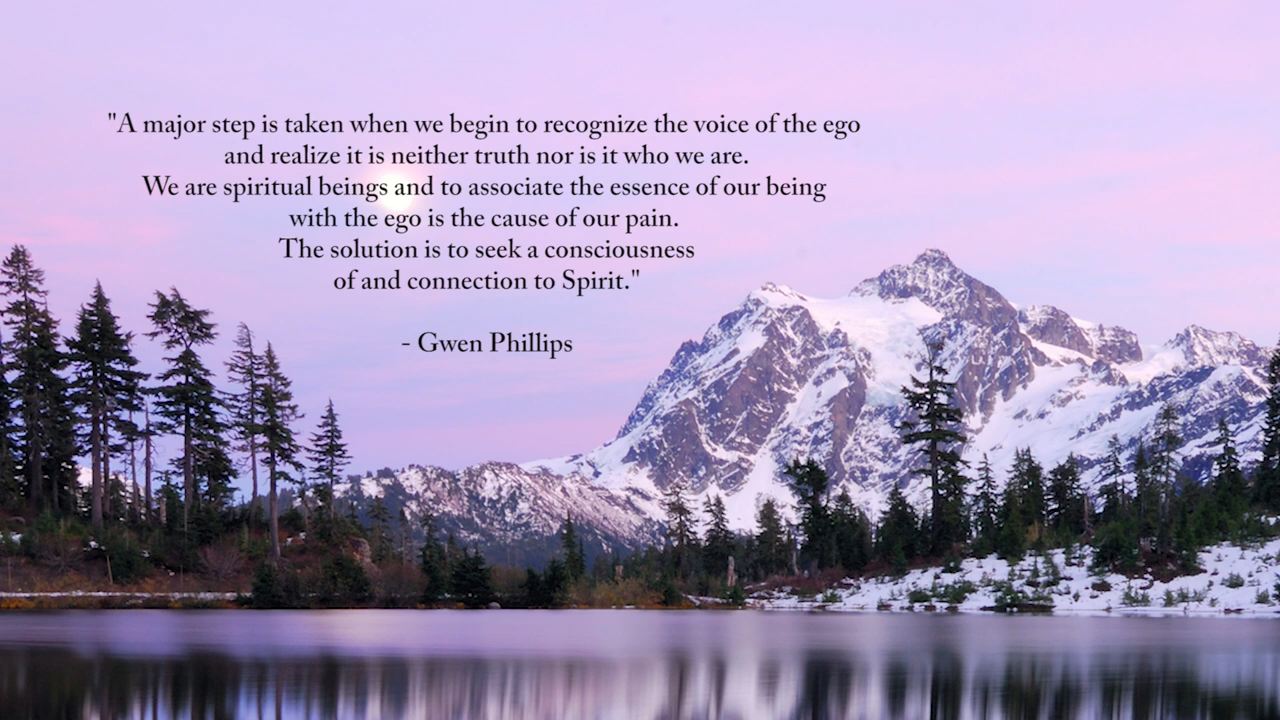 "A major step is taken when we begin to recognize the voice of the ego
and realize it is neither truth nor is it who we are.
We are spiritual beings and to associate the essence of our being
with the ego is the cause of our pain.
The solution is to seek a consciousness
of and connection to Spirit."
- Gwen Phillips